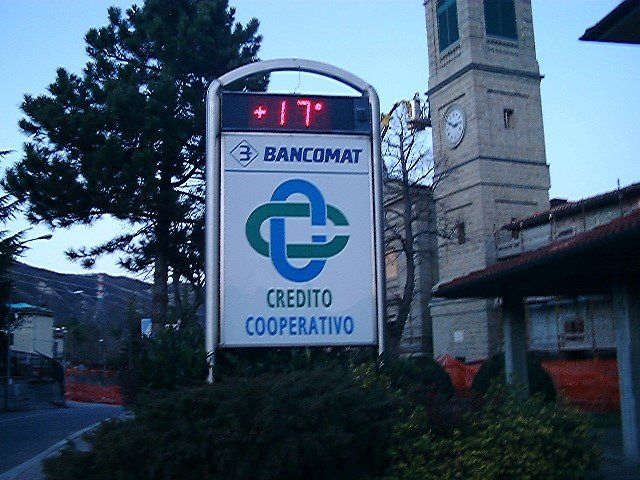 +17°
BANCOMAT
CREDITO
COOPERATIVO